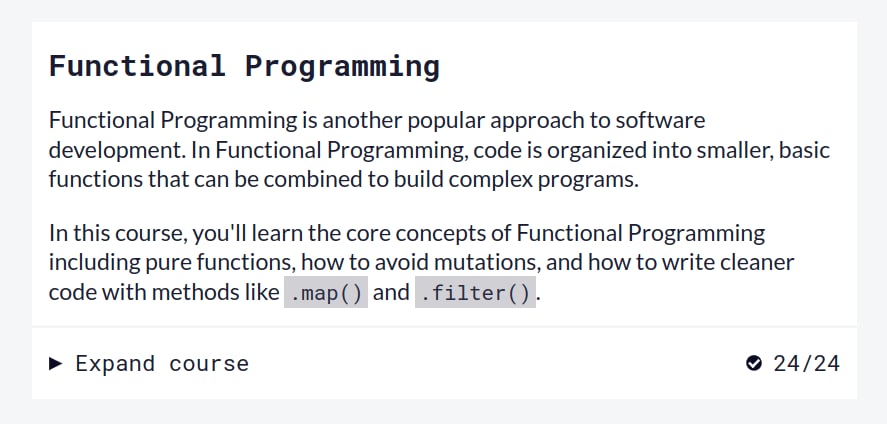 Functional Programming
Functional Programming is another popular approach to software
development. In Functional Programming, code is organized into smaller, basic
functions that can be combined to build complex programs.
In this course, you'll learn the core concepts of Functional Programming
including pure functions, how to avoid mutations, and how to write cleaner
code with methods like .map() and .filter().
Expand course 24/24